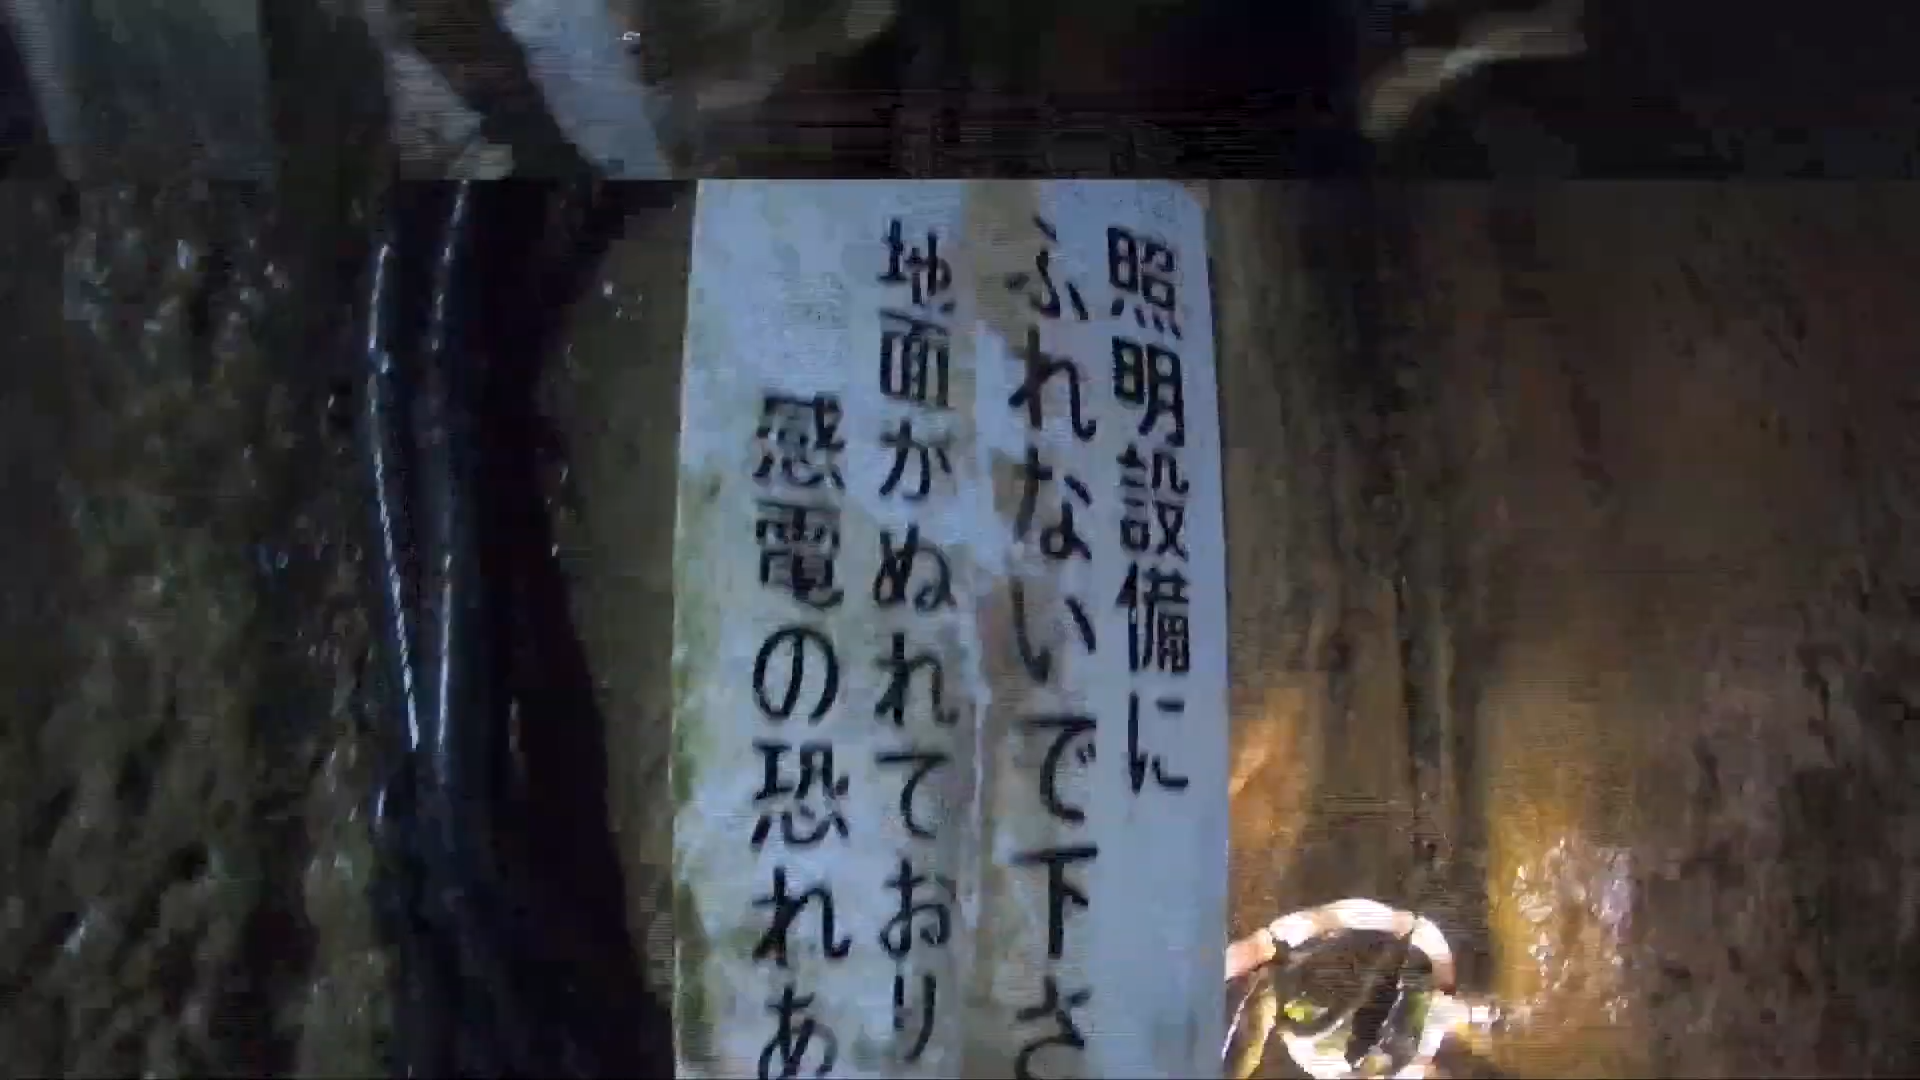 照明設備に
ふれないで下さ
地面がぬれており
感電の恐れあ